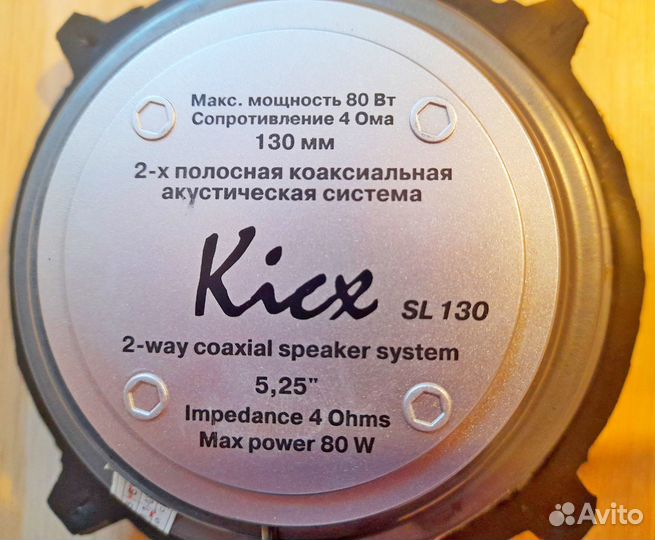 Макс. мощность 80 Вт
Сопротивление 4 Ома
130 мм
2-х полосная коаксиальная
акустическая система
Kicx SL 130
2-way coaxial speaker system
5,25"
Impedance 4 Ohms
Max power 80 W
Avito